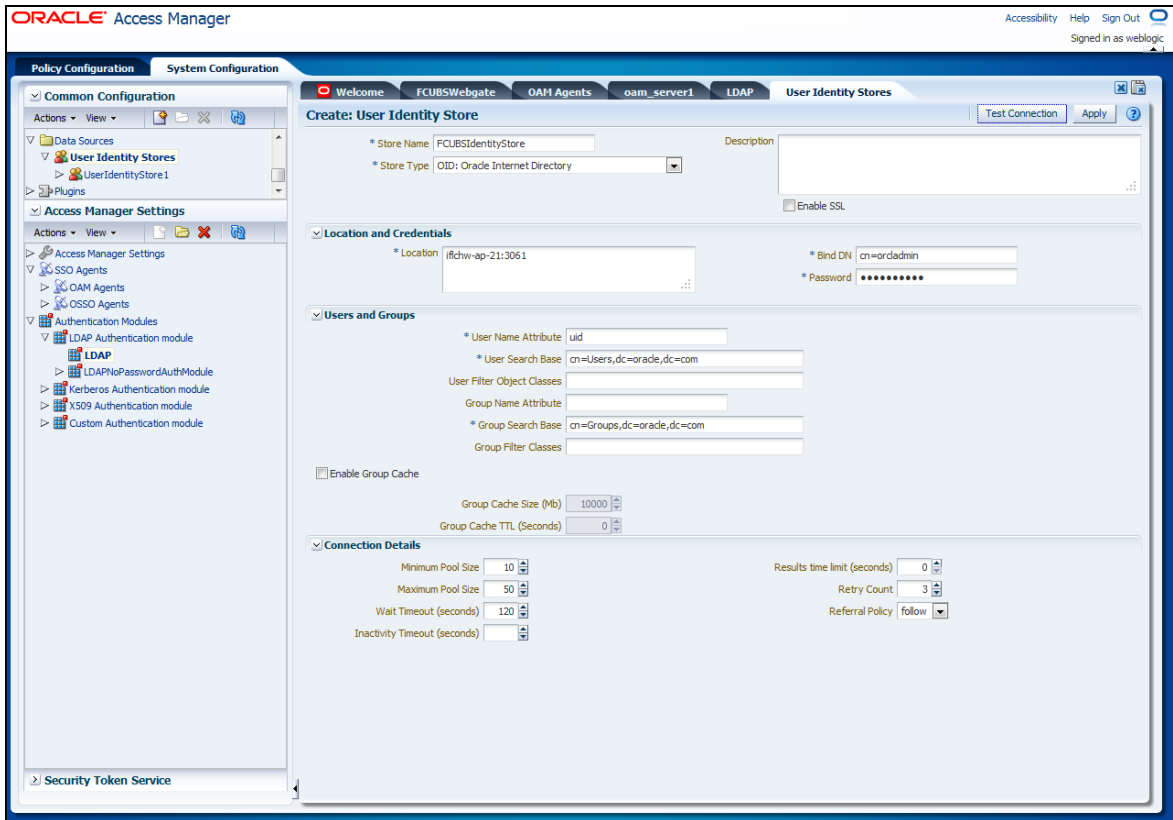 ORACLE Access Manager
Accessibility Help Sign Out
Signed in as weblogic
Policy Configuration System Configuration
Common Configuration
Actions View
Data Sources
User Identity Stores
UserIdentityStore1
Plugins
Access Manager Settings
Actions View
Access Manager Settings
SSO Agents
OAM Agents
OSSO Agents
Authentication Modules
LDAP Authentication module
LDAP
LDAPNoPasswordAuthModule
Kerberos Authentication module
X509 Authentication module
Custom Authentication module
Security Token Service
Welcome FCUBSWebgate OAM Agents oam_server1 LDAP User Identity Stores
Create: User Identity Store Test Connection Apply
* Store Name FCUBSIdentityStore
* Store Type OID: Oracle Internet Directory
Description
Enable SSL
Location and Credentials
* Location iflchw-ap-21:3061
* Bind DN cn=orcladmin
* Password ••••••••••
Users and Groups
* User Name Attribute uid
* User Search Base cn=Users,dc=oracle,dc=com
User Filter Object Classes
Group Name Attribute
* Group Search Base cn=Groups,dc=oracle,dc=com
Group Filter Classes
Enable Group Cache
Group Cache Size (Mb) 10000
Group Cache TTL (Seconds) 0
Connection Details
Minimum Pool Size 10
Maximum Pool Size 50
Wait Timeout (seconds) 120
Inactivity Timeout (seconds)
Results time limit (seconds) 0
Retry Count 3
Referral Policy follow